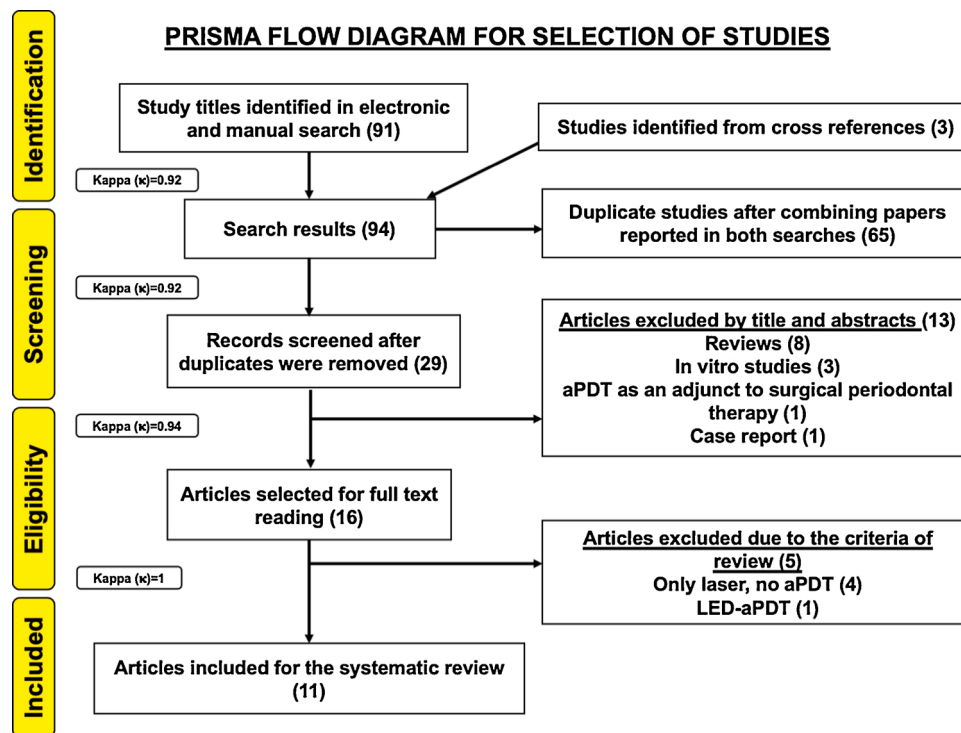 PRISMA FLOW DIAGRAM FOR SELECTION OF STUDIES
Identification
Study titles identified in electronic
and manual search (91)
Studies identified from cross references (3)
Kappa (κ)=0.92
Screening
Search results (94)
Duplicate studies after combining papers
reported in both searches (65)
Kappa (κ)=0.92
Records screened after
duplicates were removed (29)
Articles excluded by title and abstracts (13)
Reviews (8)
In vitro studies (3)
aPDT as an adjunct to surgical periodontal
therapy (1)
Case report (1)
Eligibility
Kappa (κ)=0.94
Articles selected for full text
reading (16)
Articles excluded due to the criteria of
review (5)
Only laser, no aPDT (4)
LED-aPDT (1)
Kappa (κ)=1
Included
Articles included for the systematic review
(11)